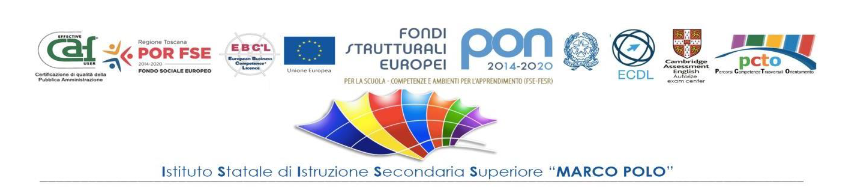 EFFECTIVE
caf
USER
Certificazione di qualità della
Pubblica Amministrazione
Regione Toscana
POR FSE
2014-2020
FONDO SOCIALE EUROPEO
EBC*L
European Business
Competence*
Licence
Unione Europea
FONDI
STRUTTURALI
EUROPEI
pon
2014-2020
PER LA SCUOLA - COMPETENZE E AMBIENTI PER L'APPRENDIMENTO (FSE-FESR)
ECDL
Cambridge
Assessment
English
exam center
pcto
Percorsi Competenze Trasversali Orientamento
Istituto Statale di Istruzione Secondaria Superiore “MARCO POLO”